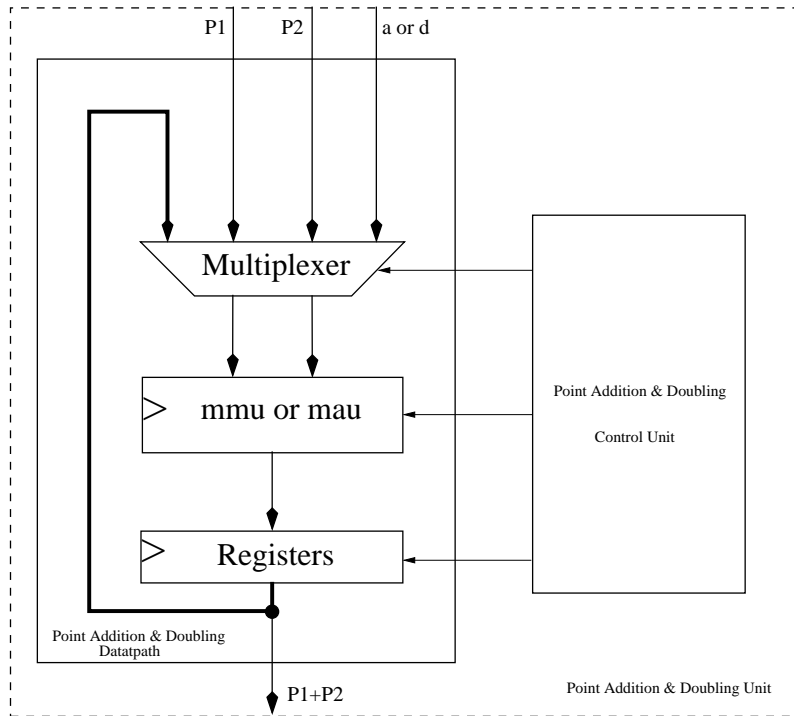 P1
P2
a or d
Multiplexer
mmu or mau
Registers
Point Addition & Doubling
Control Unit
Point Addition & Doubling
Datatpath
P1+P2
Point Addition & Doubling Unit